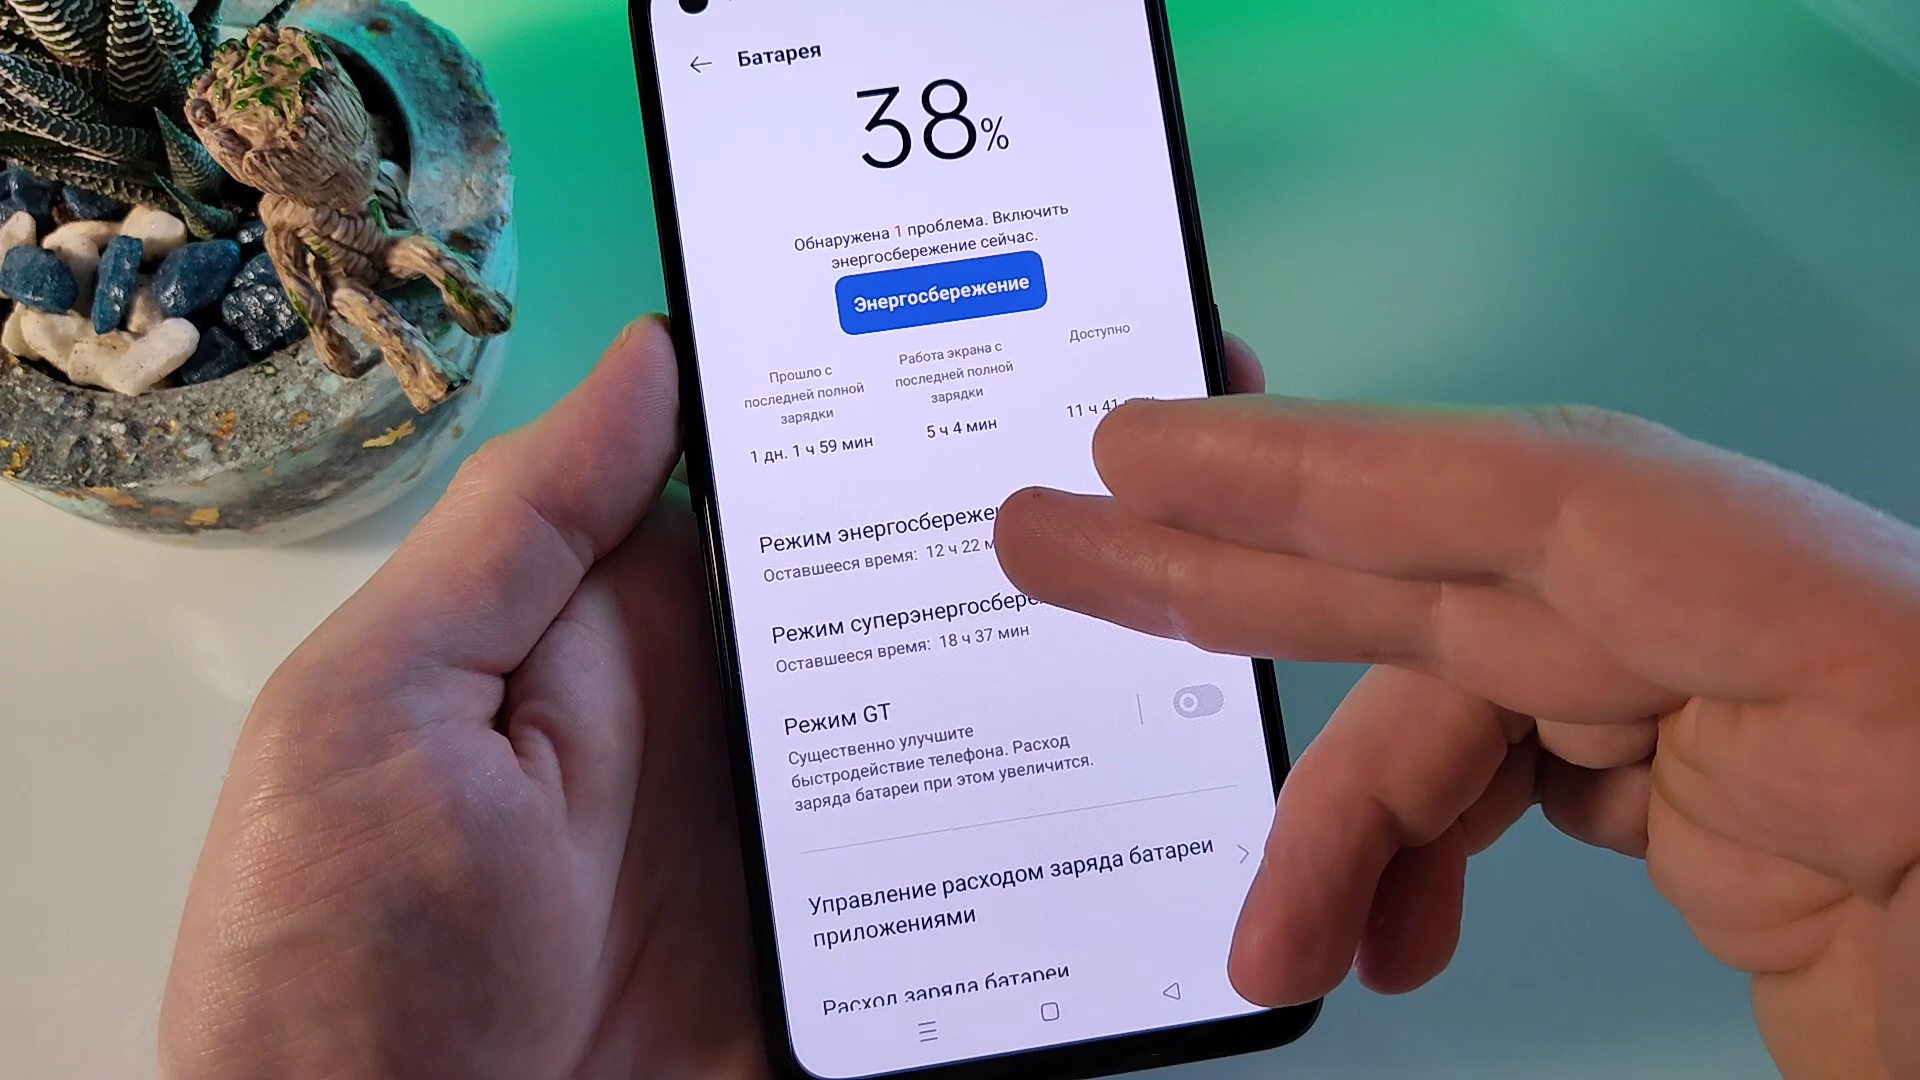 Батарея
38%
Обнаружена 1 проблема. Включить
энергосбережение сейчас.
Энергосбережение
Прошло с
последней полной
зарядки
1 дн. 1 ч 59 мин
Работа экрана с
последней полной
зарядки
5 ч 4 мин
Доступно
11 ч 41
Режим
Оставшееся время: 12 ч 22
Режим
Оставшееся время: 18 ч 37 мин
Режим GT
Существенно улучшите
быстродействие телефона. Расход
заряда батареи при этом увеличится.
Управление расходом заряда батареи
приложениями
Расход заряда батареи